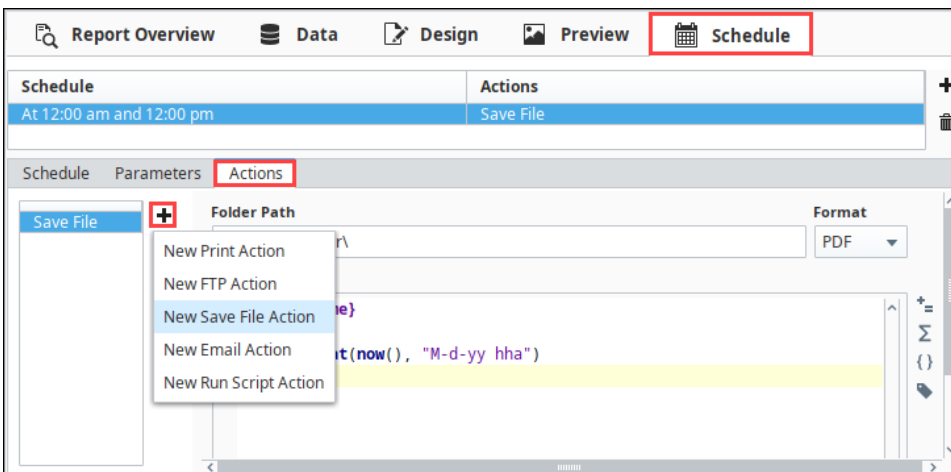 Report Overview Data Design Preview Schedule
Schedule Actions
At 12:00 am and 12:00 pm Save File
Schedule Parameters Actions
Save File
Folder Path Format
r\ PDF
New Print Action
New FTP Action
New Save File Action
New Email Action
New Run Script Action
e}
t(now(), "M-d-yy hha")